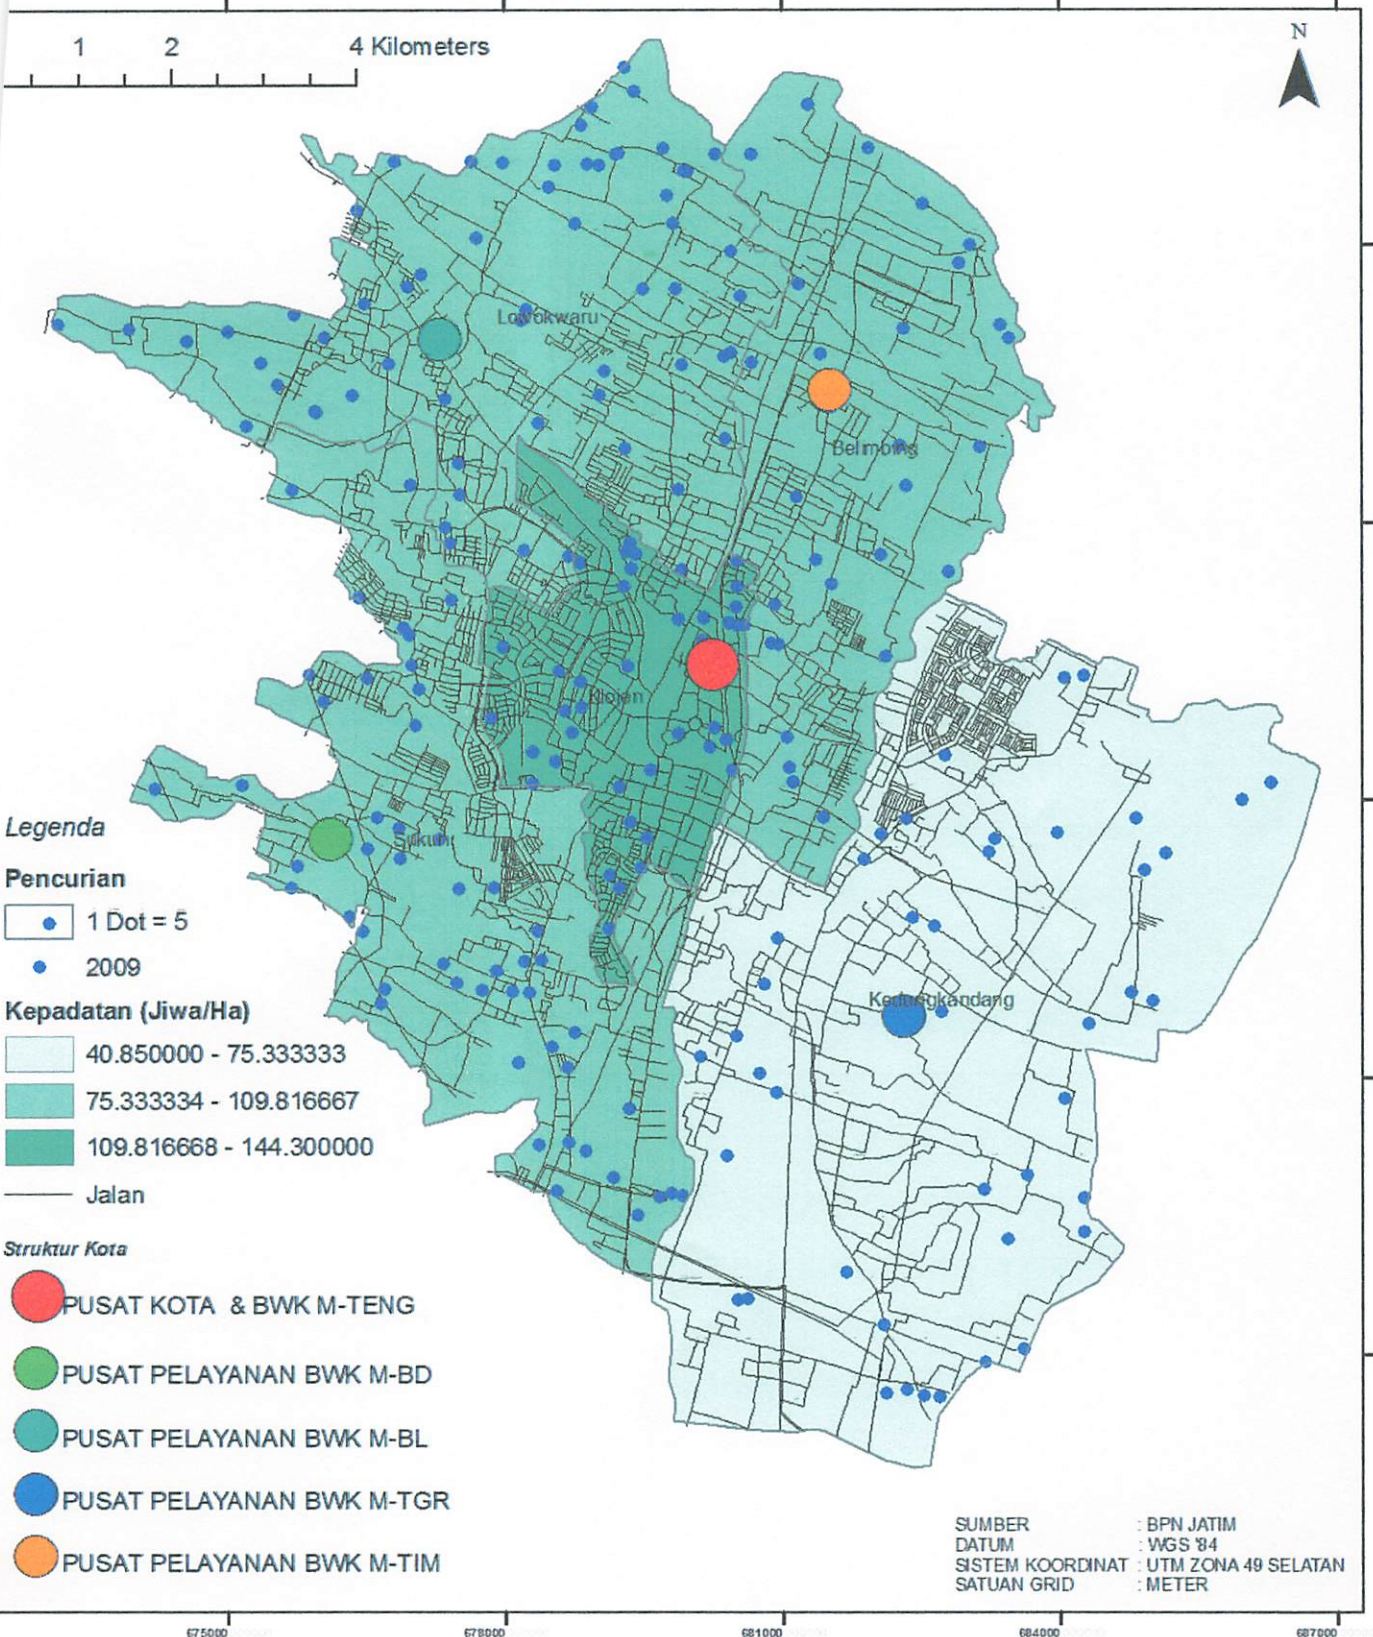 1 2 4 Kilometers
N
Lowokwaru
Belimbing
Klojen
Sukun
Kedungkandang
Legenda
Pencurian
1 Dot = 5
2009
Kepadatan (Jiwa/Ha)
40.850000 - 75.333333
75.333334 - 109.816667
109.816668 - 144.300000
Jalan
Struktur Kota
PUSAT KOTA & BWK M-TENG
PUSAT PELAYANAN BWK M-BD
PUSAT PELAYANAN BWK M-BL
PUSAT PELAYANAN BWK M-TGR
PUSAT PELAYANAN BWK M-TIM
SUMBER : BPN JATIM
DATUM : WGS '84
SISTEM KOORDINAT : UTM ZONA 49 SELATAN
SATUAN GRID : METER
675000 678000 681000 684000 687000